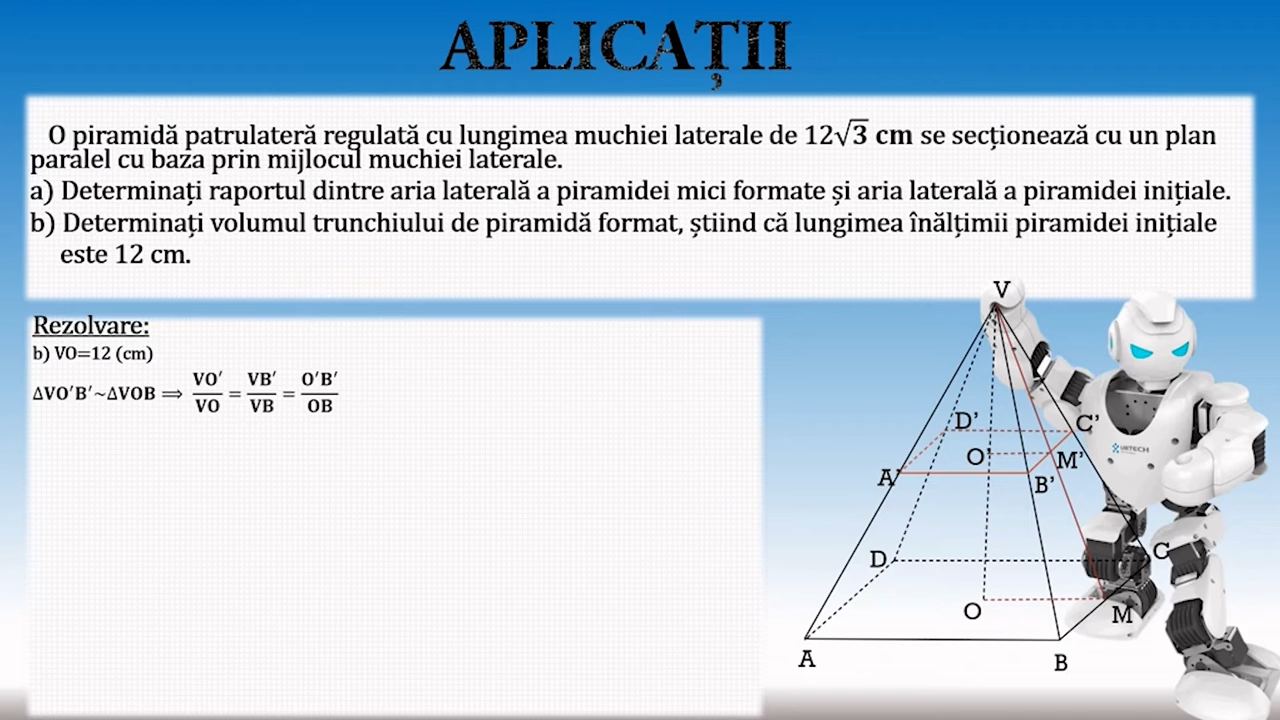 APLICAȚII
O piramidă patrulateră regulată cu lungimea muchiei laterale de 12√3 cm se secționează cu un plan
paralel cu baza prin mijlocul muchiei laterale.
a) Determinați raportul dintre aria laterală a piramidei mici formate și aria laterală a piramidei inițiale.
b) Determinați volumul trunchiului de piramidă format, știind că lungimea înălțimii piramidei inițiale
este 12 cm.
Rezolvare:
b) VO=12 (cm)
∆VO′B′~∆VOB ⟹ VO′/VO = VB′/VB = O′B′/OB
V
D'
C'
O'
M'
A'
B'
UBTECH
D
C
O
M
A
B